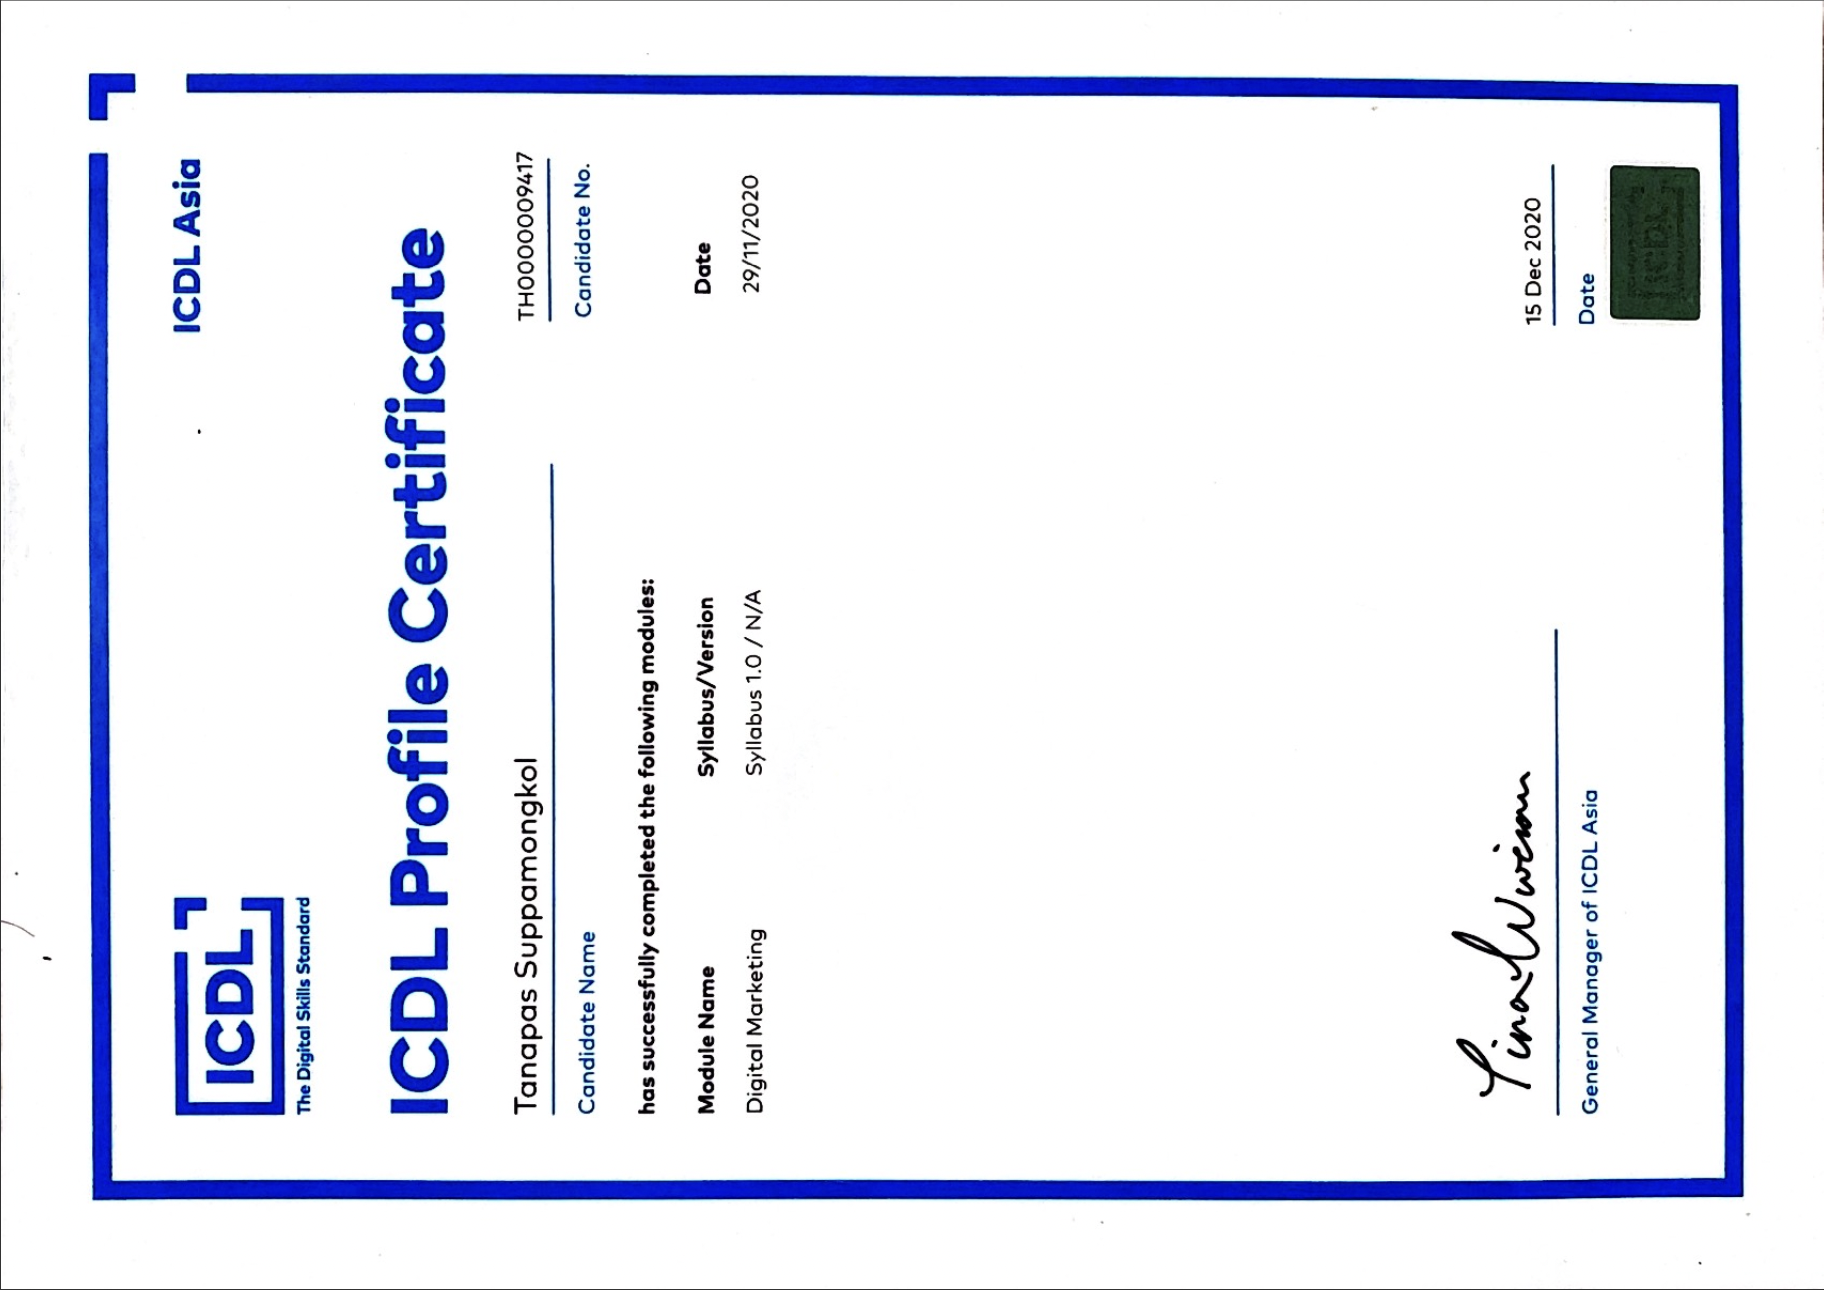 ICDL
The Digital Skills Standard
ICDL Asia
ICDL Profile Certificate
Tanapas Suppamongkol
TH0000009417
Candidate Name
Candidate No.
has successfully completed the following modules:
Module Name Syllabus/Version Date
Digital Marketing Syllabus 1.0 / N/A 29/11/2020
15 Dec 2020
General Manager of ICDL Asia
Date
ICDL